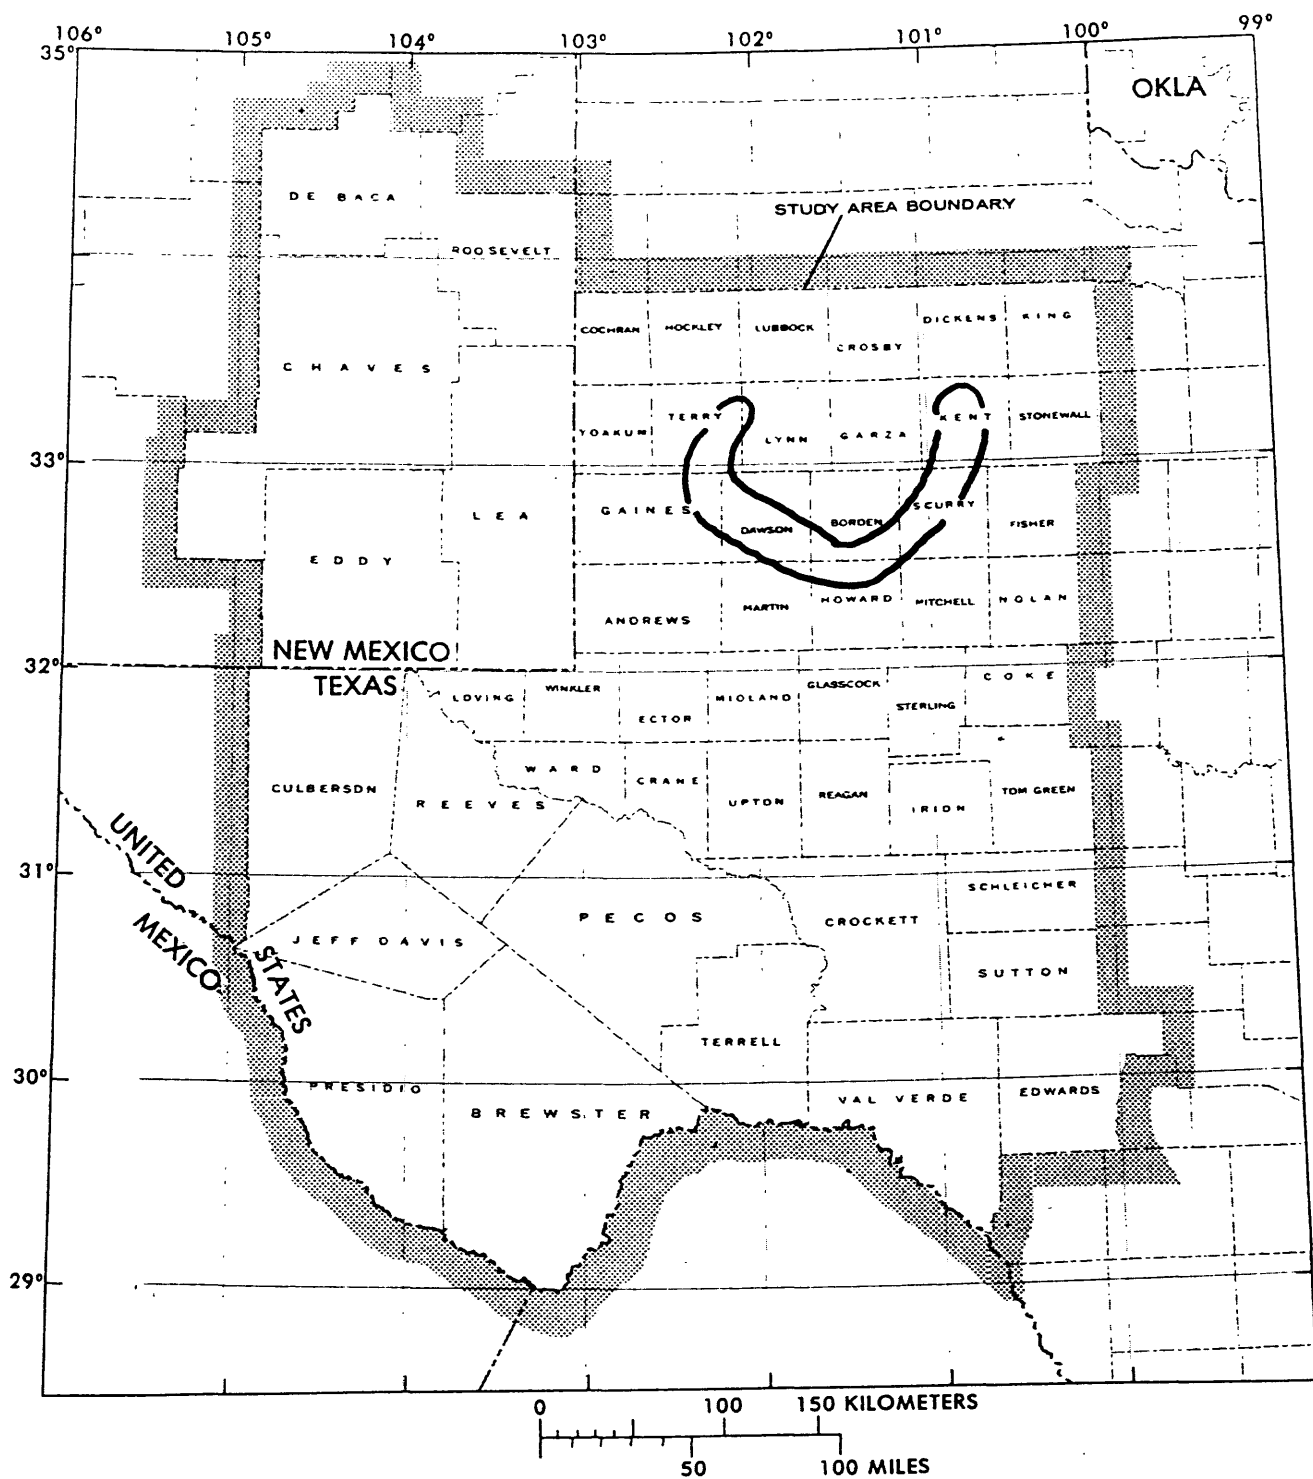 106° 105° 104° 103° 102° 101° 100° 99°
35°
OKLA
DE BACA
STUDY AREA BOUNDARY
ROOSEVELT
COCHRAN HOCKLEY LUBBOCK CROSBY DICKENS KING
CHAVES
YOAKUM TERRY LYNN GARZA KENT STONEWALL
33°
LEA GAINES DAWSON BORDEN SCURRY FISHER
EDDY
ANDREWS MARTIN HOWARD MITCHELL NOLAN
32°
NEW MEXICO
TEXAS
LOVING WINKLER ECTOR MIDLAND GLASSCOCK STERLING COKE
CULBERSON REEVES WARD CRANE UPTON REAGAN IRION TOM GREEN
UNITED
STATES
MEXICO
31°
SCHLEICHER
PECOS CROCKETT
JEFF DAVIS
SUTTON
TERRELL
30°
PRESIDIO BREWSTER VAL VERDE EDWARDS
29°
0 100 150 KILOMETERS
50 100 MILES